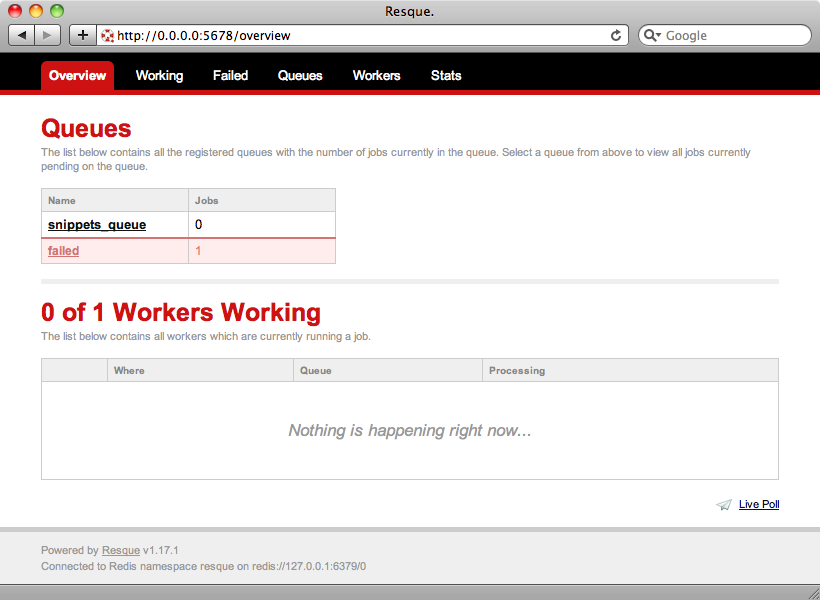 Resque.
http://0.0.0.0:5678/overview
Google
Overview Working Failed Queues Workers Stats
Queues
The list below contains all the registered queues with the number of jobs currently in the queue. Select a queue from above to view all jobs currently
pending on the queue.
Name Jobs
snippets_queue 0
failed 1
0 of 1 Workers Working
The list below contains all workers which are currently running a job.
Where Queue Processing
Nothing is happening right now...
Live Poll
Powered by Resque v1.17.1
Connected to Redis namespace resque on redis://127.0.0.1:6379/0